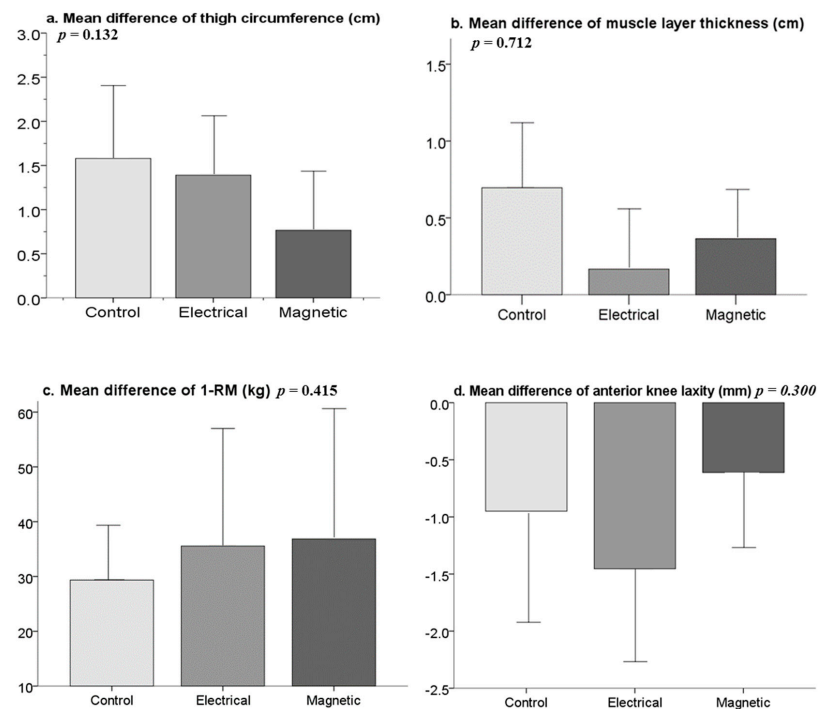 a. Mean difference of thigh circumference (cm)
p = 0.132
3.0
2.5
2.0
1.5
1.0
0.5
0.0
Control Electrical Magnetic
b. Mean difference of muscle layer thickness (cm)
p = 0.712
1.5
1.0
0.5
0.0
Control Electrical Magnetic
c. Mean difference of 1-RM (kg) p = 0.415
60
50
40
30
20
10
Control Electrical Magnetic
d. Mean difference of anterior knee laxity (mm) p = 0.300
0.0
-0.5
-1.0
-1.5
-2.0
-2.5
Control Electrical Magnetic